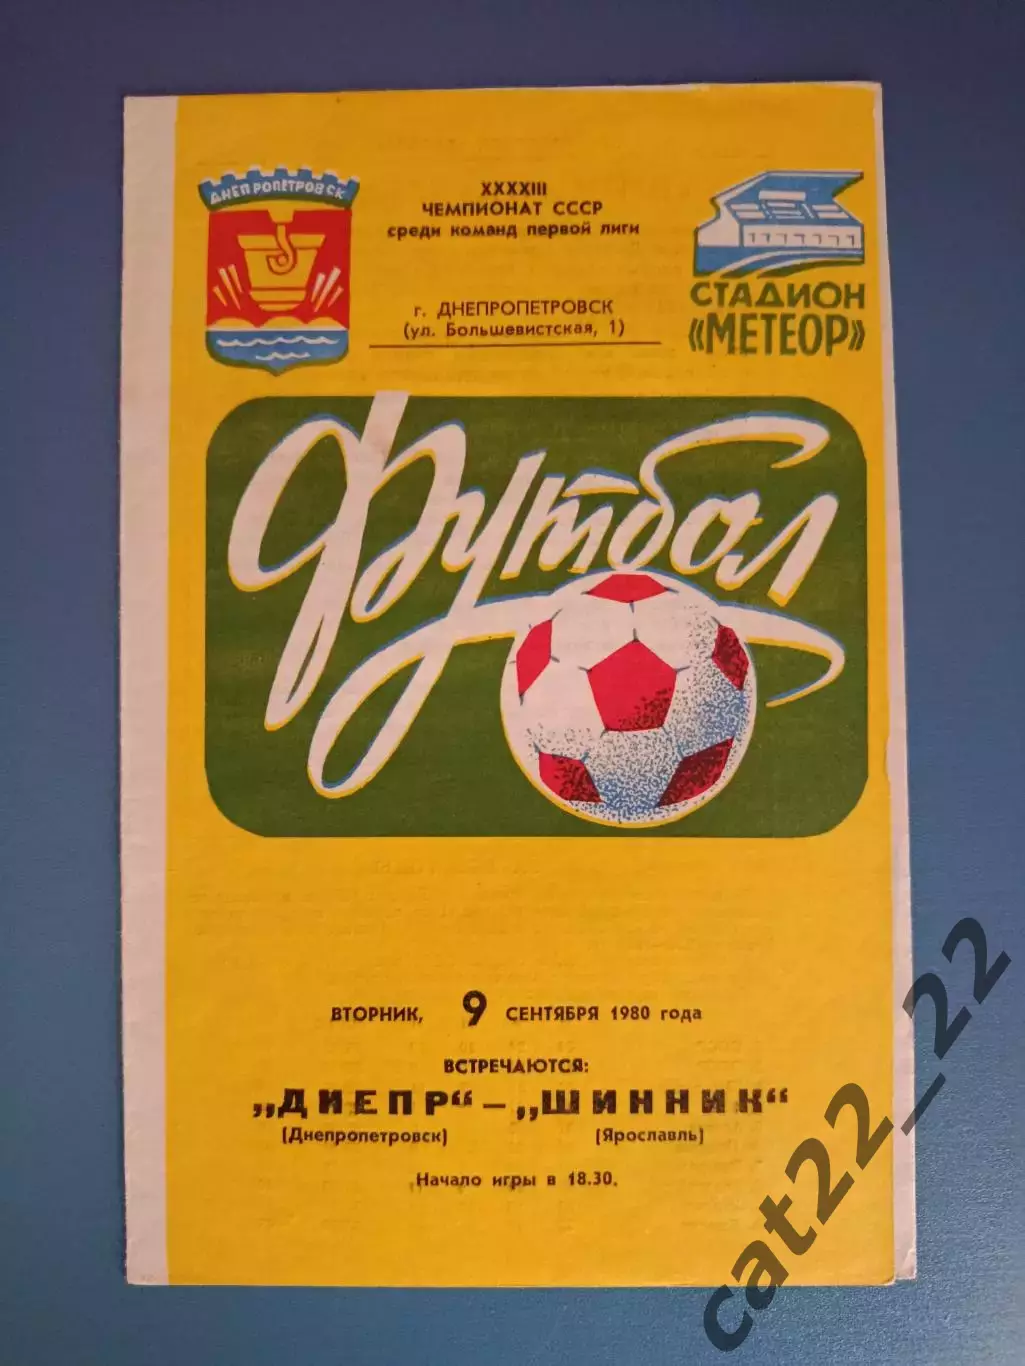 ДНЕПРОПЕТРОВСК
XXXXIII
ЧЕМПИОНАТ СССР
среди команд первой лиги
г. ДНЕПРОПЕТРОВСК
(ул. Большевистская, 1)
СТАДИОН
«МЕТЕОР»
Футбол
ВТОРНИК, 9 СЕНТЯБРЯ 1980 года
ВСТРЕЧАЮТСЯ:
„ДНЕПР“ – „ШИННИК“
(Днепропетровск) (Ярославль)
Начало игры в 18.30.
cat22_22